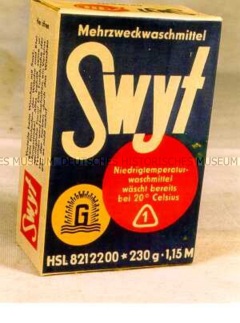 Mehrzweckwaschmittel
Swyt
Niedrigtemperatur-
waschmittel
wäscht bereits
bei 20° Celsius
G
1
HSL 8212200 * 230 g · 1,15 M
Swyt